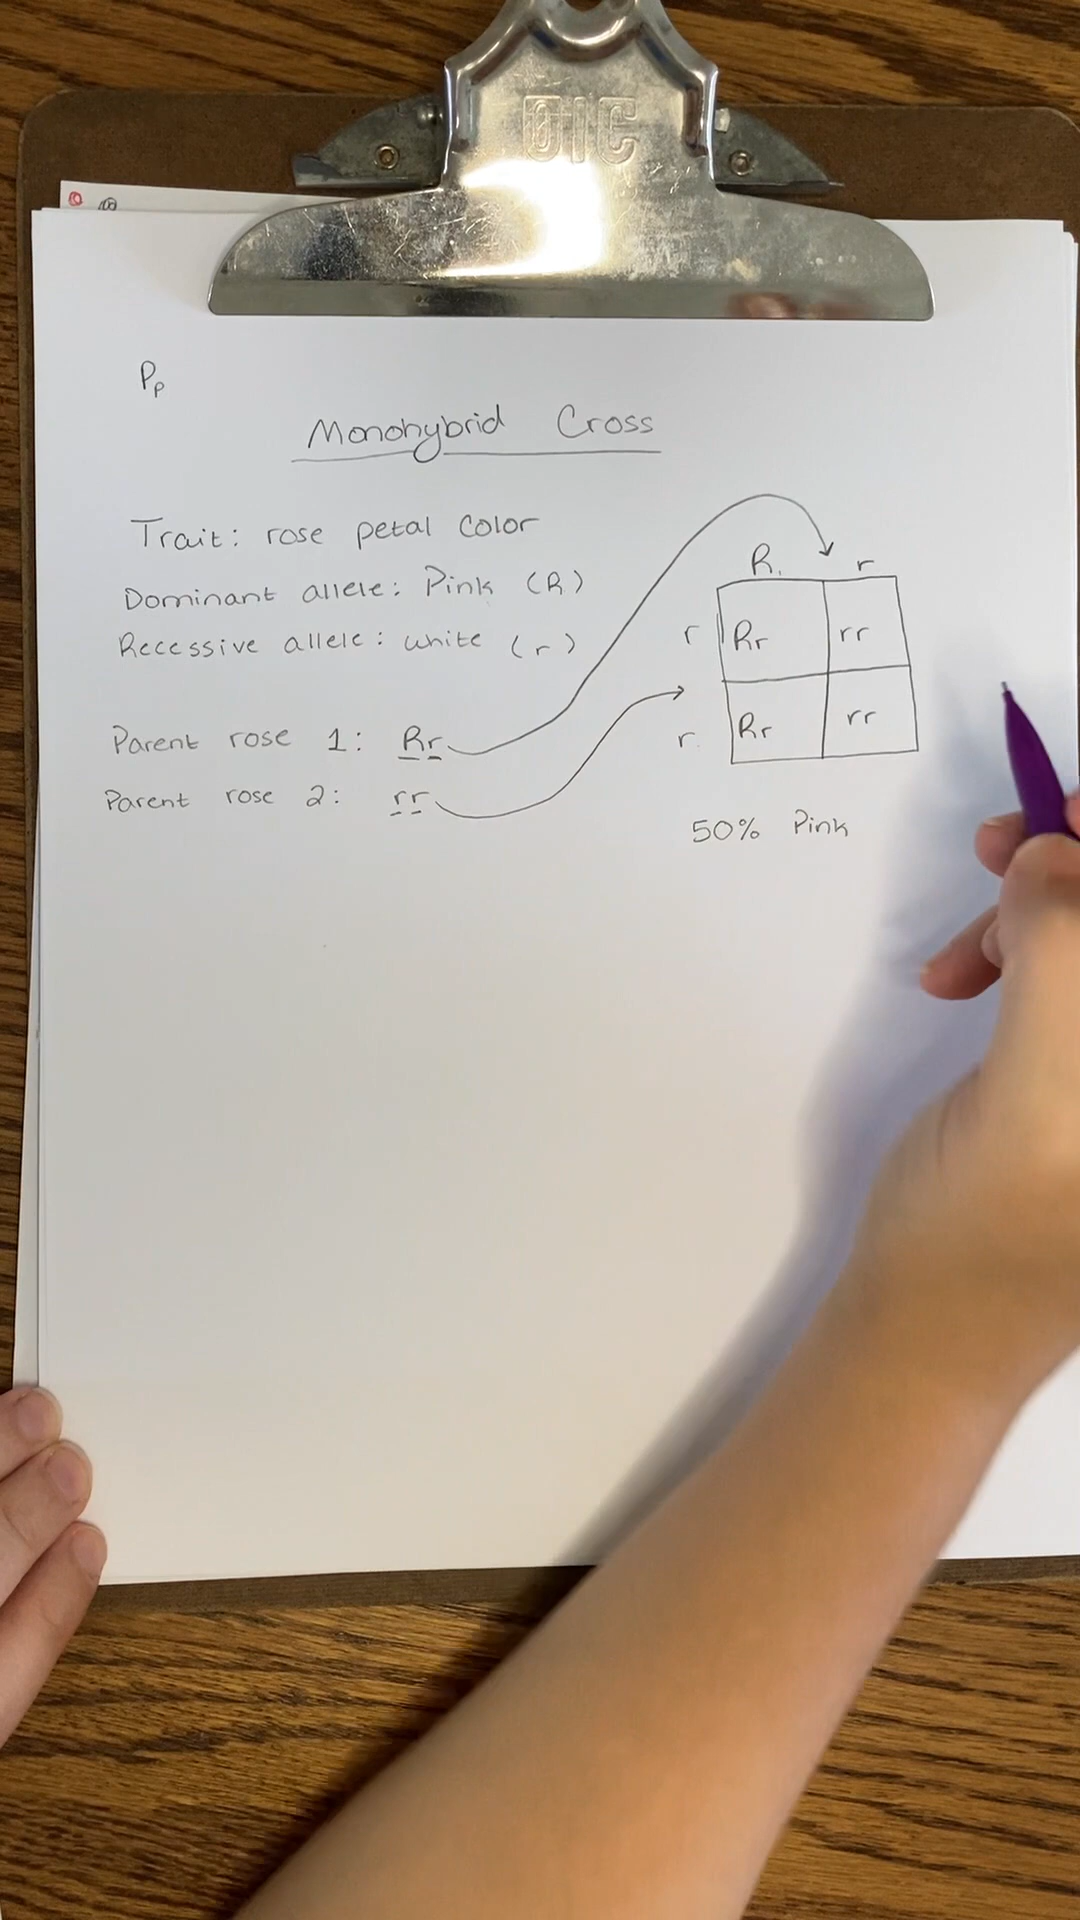 OIC
Pp
Monohybrid Cross
Trait: rose petal color
Dominant allele: Pink (R)
Recessive allele: white (r)
Parent rose 1: Rr
Parent rose 2: rr
R r
r Rr rr
r Rr rr
50% Pink